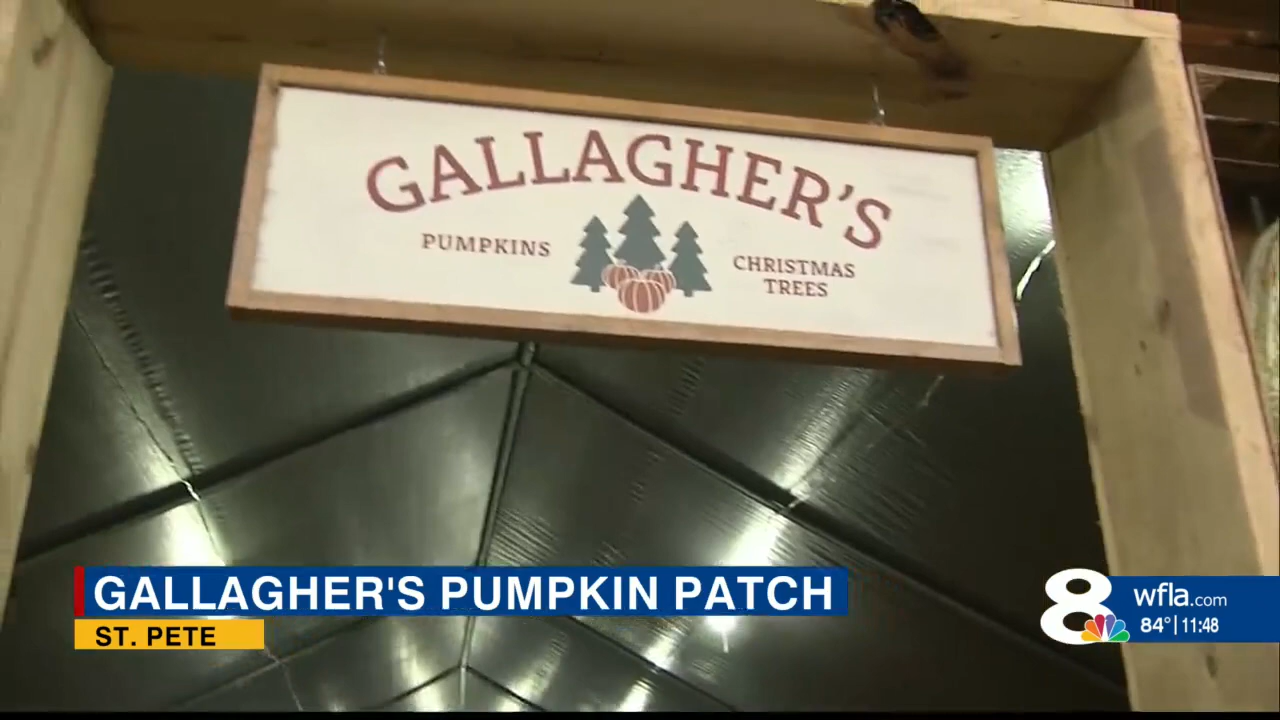 GALLAGHER'S
PUMPKINS
CHRISTMAS
TREES
GALLAGHER'S PUMPKIN PATCH
ST. PETE
8
wfla.com
84° | 11:48